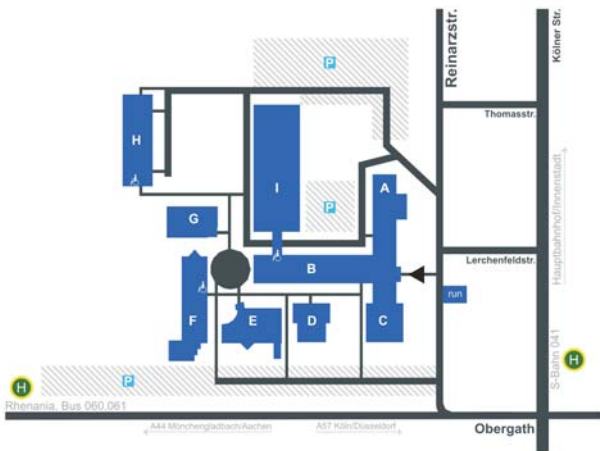 Reinarzstr.
Kölner Str.
P
Thomasstr.
H
I
A
P
G
Hauptbahnhof/Innenstadt
Lerchenfeldstr.
B
run
F
E
D
C
S-Bahn 041
H
P
H
Rhenania, Bus 060,061
A44 Mönchengladbach/Aachen
A57 Köln/Düsseldorf
Obergath